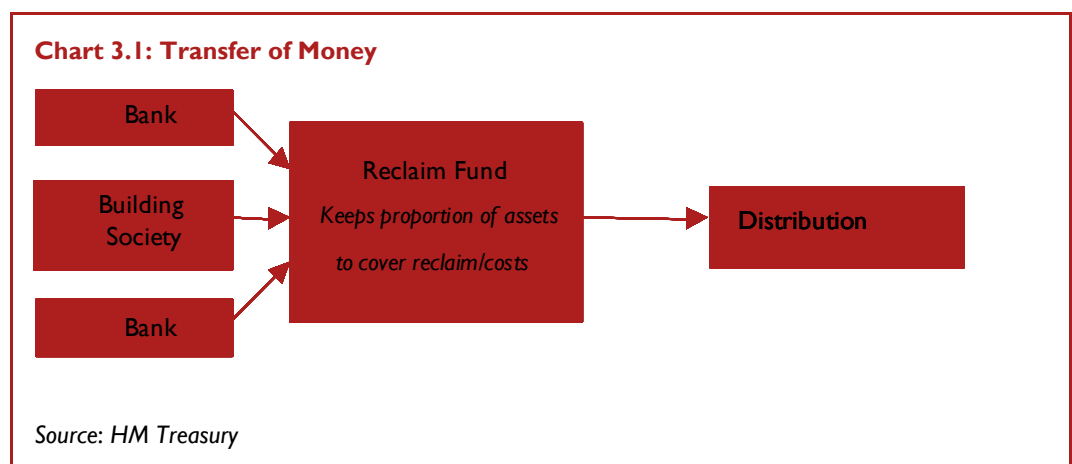 Chart 3.1: Transfer of Money
Bank
Building
Society
Bank
Reclaim Fund
Keeps proportion of assets
to cover reclaim/costs
Distribution
Source: HM Treasury